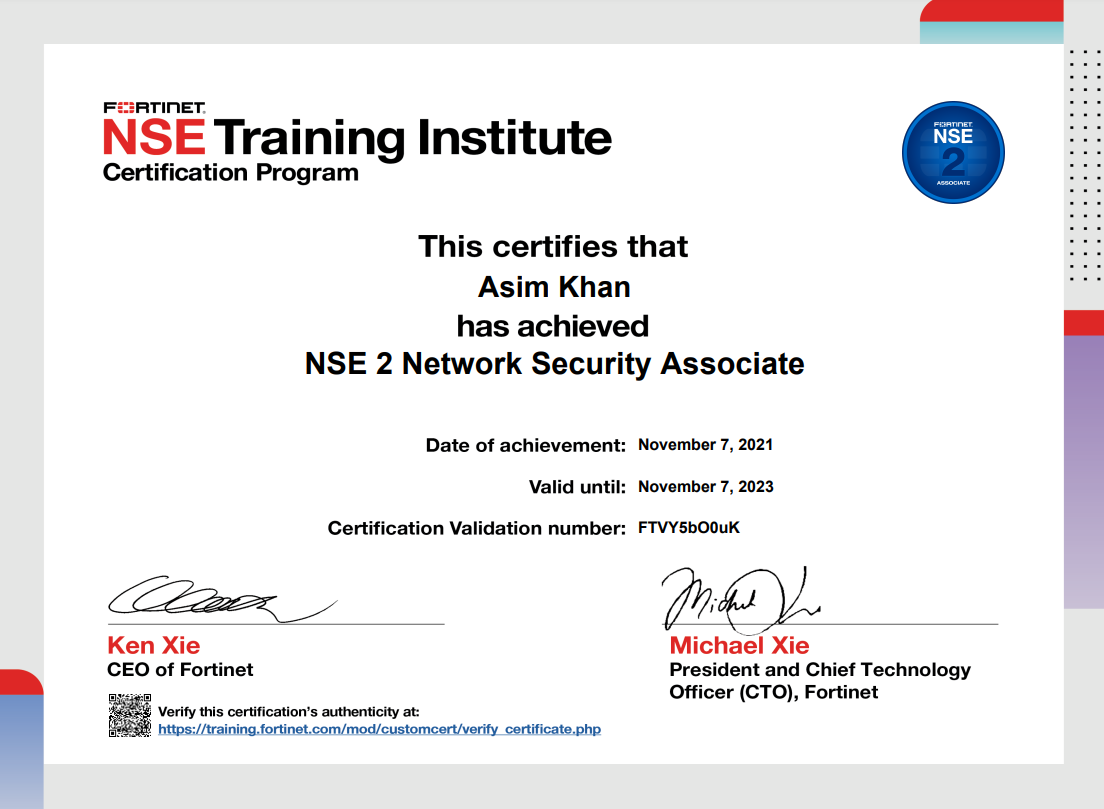 FORTINET
NSE Training Institute
Certification Program
FORTINET
NSE
2
ASSOCIATE
This certifies that
Asim Khan
has achieved
NSE 2 Network Security Associate
Date of achievement: November 7, 2021
Valid until: November 7, 2023
Certification Validation number: FTVY5bO0uK
Ken Xie
CEO of Fortinet
Michael Xie
President and Chief Technology
Officer (CTO), Fortinet
Verify this certification's authenticity at:
https://training.fortinet.com/mod/customcert/verify_certificate.php